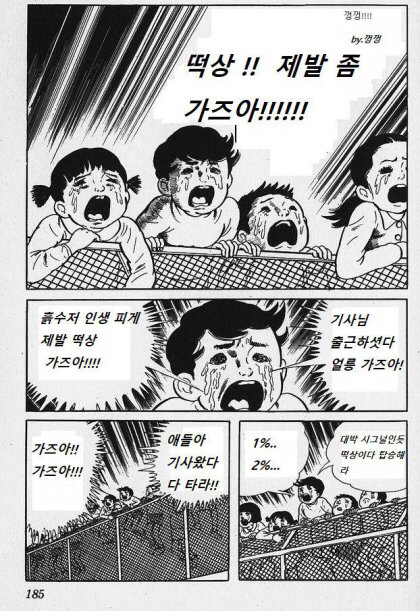 껑껑!!!!
by.껑껑
떡상 !! 제발 좀
가즈아!!!!!!
흙수저 인생 피게
제발 떡상
가즈아!!!!
기사님
출근하셧다
얼릉 가즈아!
가즈아!!
가즈아!!!
애들아
기사왔다
다 타라!!
1%..
2%...
대박 시그널인듯
떡상이다 탑승해
라
185